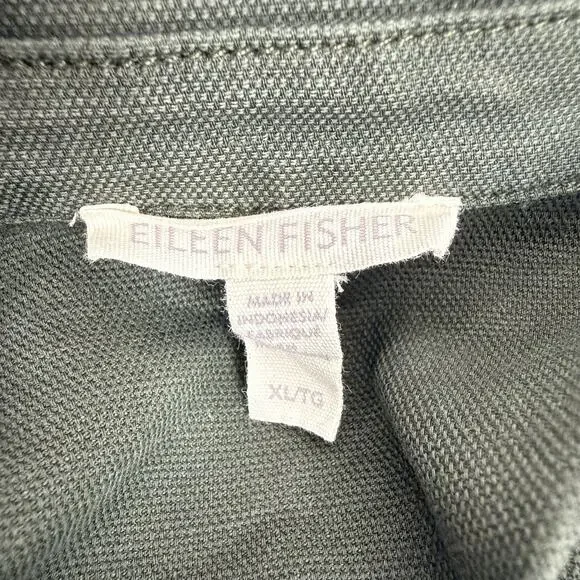 EILEEN FISHER
MADE IN
INDONESIA/
FABRIQUE
XL/TG